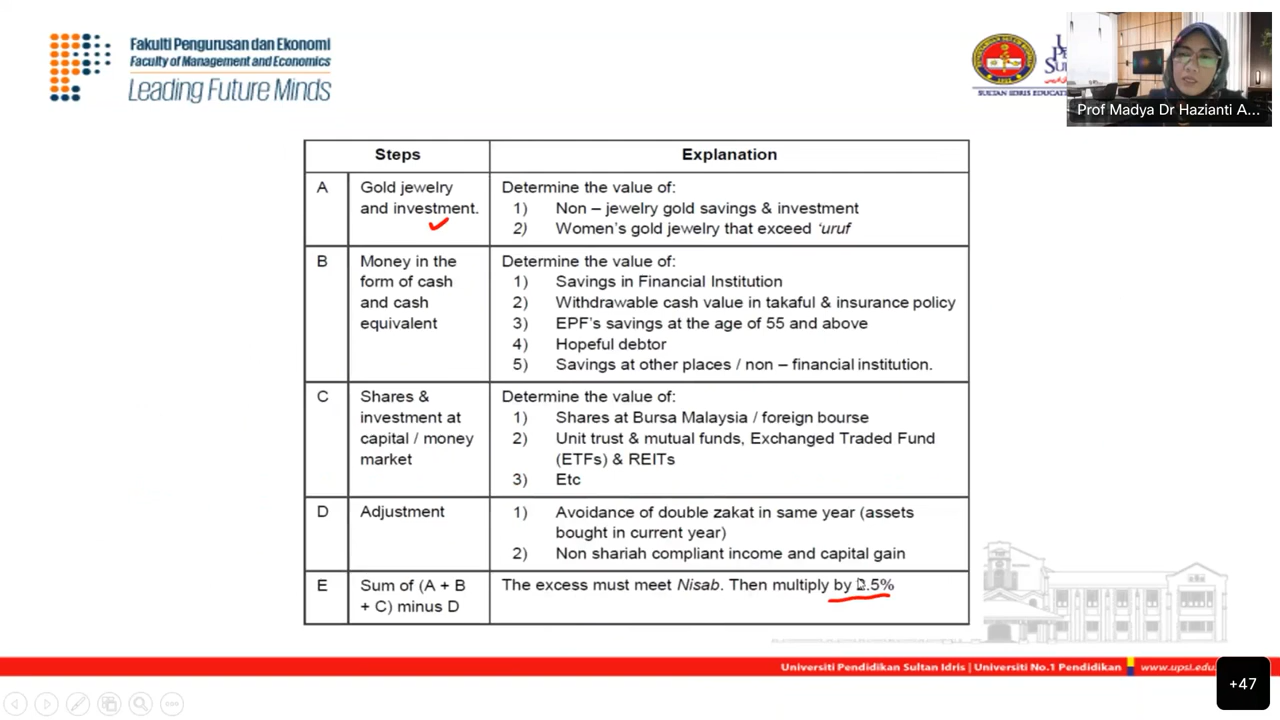 Fakulti Pengurusan dan Ekonomi
Faculty of Management and Economics
Leading Future Minds
SULTAN IDRIS EDUCA
Prof Madya Dr Hazianti A...
Steps
Explanation
A
Gold jewelry
and investment.
Determine the value of:
1) Non – jewelry gold savings & investment
2) Women's gold jewelry that exceed ‘uruf
B
Money in the
form of cash
and cash
equivalent
Determine the value of:
1) Savings in Financial Institution
2) Withdrawable cash value in takaful & insurance policy
3) EPF's savings at the age of 55 and above
4) Hopeful debtor
5) Savings at other places / non – financial institution.
C
Shares &
investment at
capital / money
market
Determine the value of:
1) Shares at Bursa Malaysia / foreign bourse
2) Unit trust & mutual funds, Exchanged Traded Fund
(ETFs) & REITs
3) Etc
D
Adjustment
1) Avoidance of double zakat in same year (assets
bought in current year)
2) Non shariah compliant income and capital gain
E
Sum of (A + B
+ C) minus D
The excess must meet Nisab. Then multiply by 2.5%
Universiti Pendidikan Sultan Idris | Universiti No.1 Pendidikan
www.upsi.edu.
+47